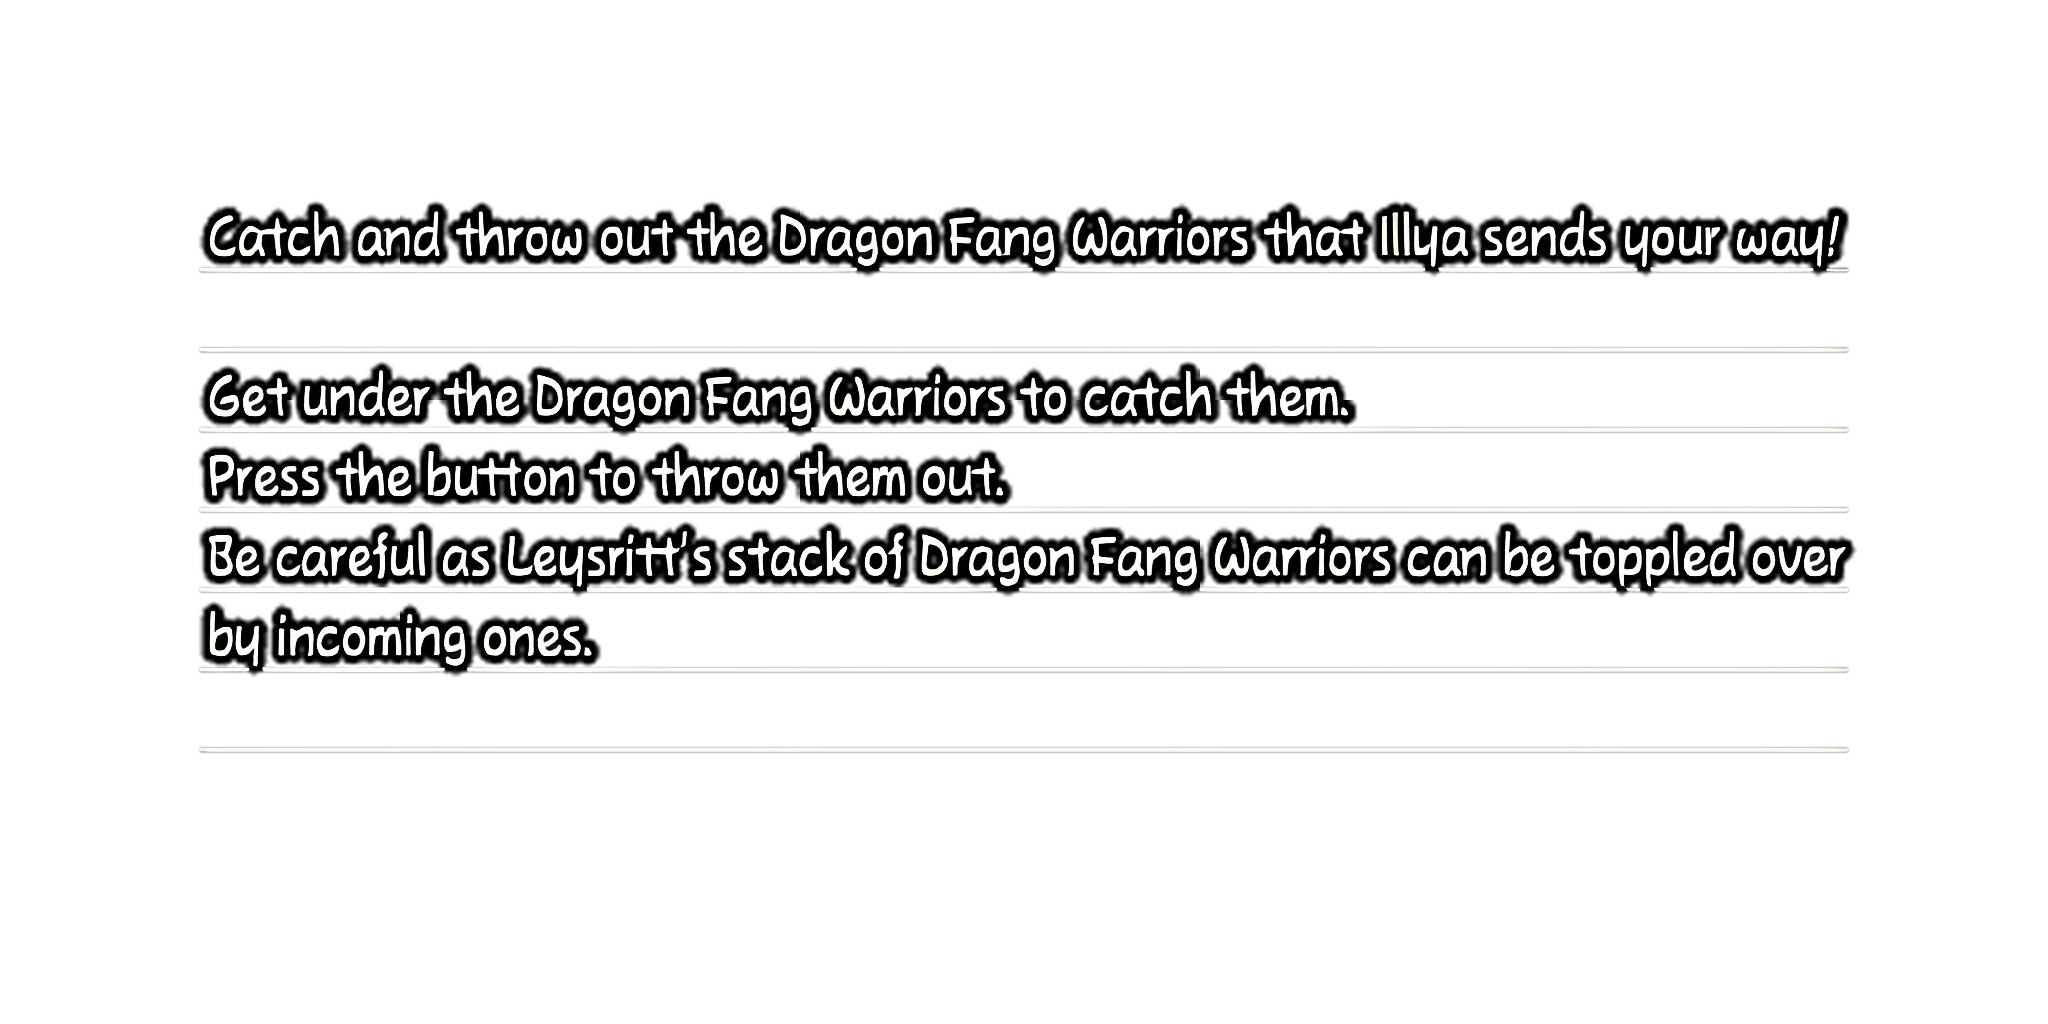 Catch and throw out the Dragon Fang Warriors that Illya sends your way!
Get under the Dragon Fang Warriors to catch them.
Press the button to throw them out.
Be careful as Leysritt's stack of Dragon Fang Warriors can be toppled over
by incoming ones.